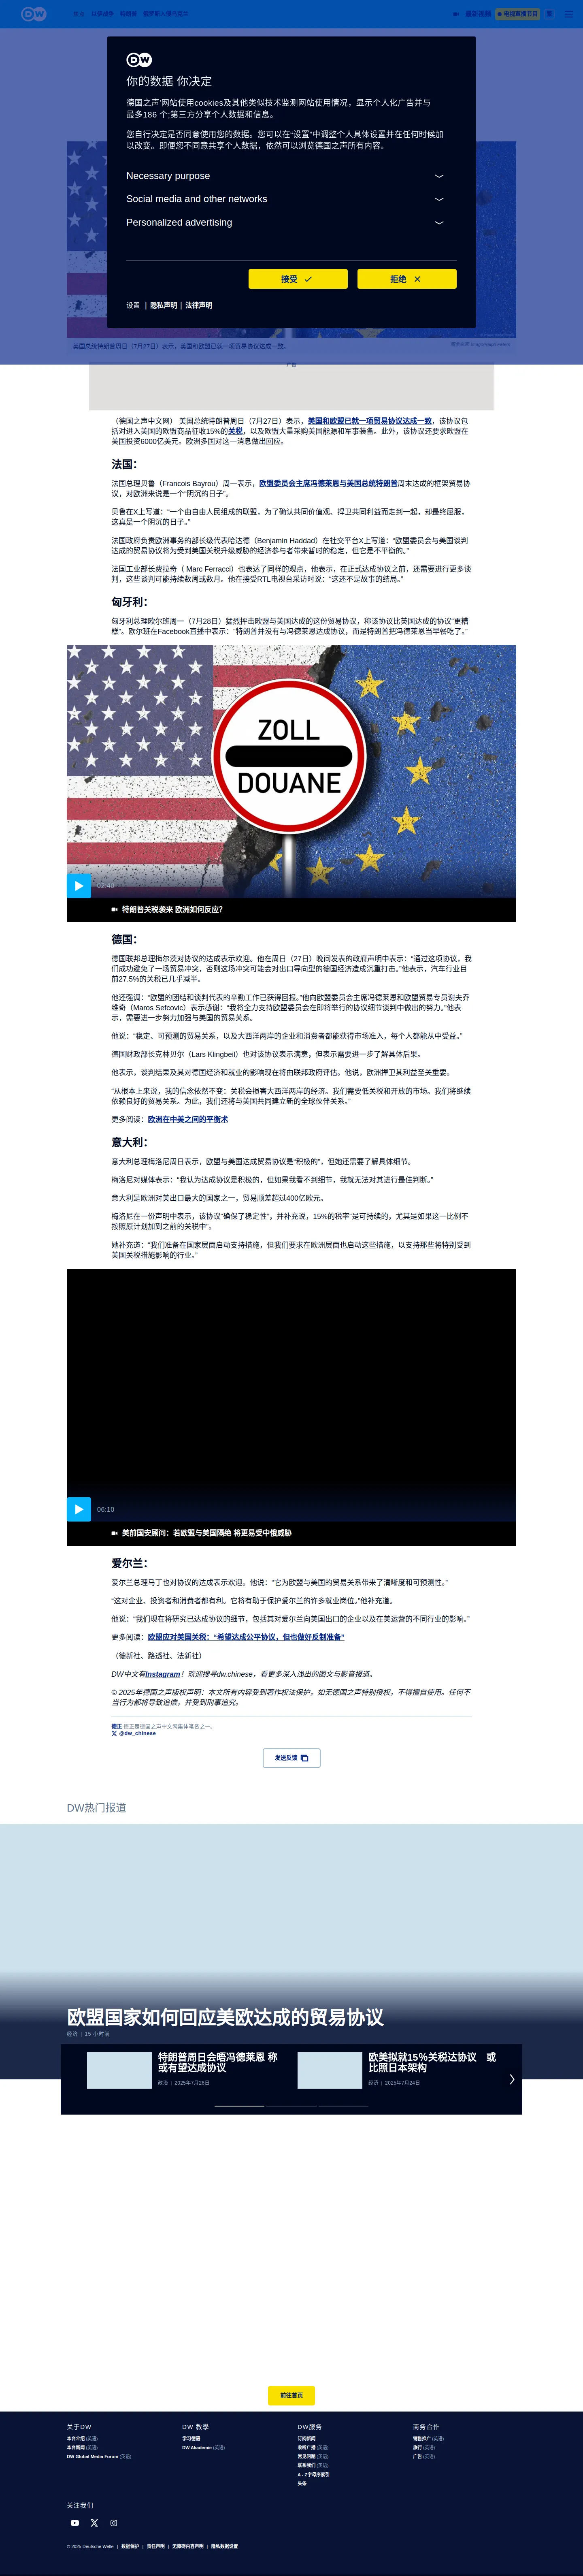 DW
以巴战争 特朗普 俄罗斯入侵乌克兰
最新视频
电视直播节目
DW
你的数据 你决定
德国之声'网站使用cookies及其他类似技术监测网站使用情况，显示个人化广告并与
最多186 个;第三方分享个人数据和信息。
您自行决定是否同意使用您的数据。您可以在“设置”中调整个人具体设置并在任何时候加
以改变。即便您不同意共享个人数据，依然可以浏览德国之声所有内容。
Necessary purpose
Social media and other networks
Personalized advertising
接受
拒绝
设置 | 隐私声明 | 法律声明
美国总统特朗普周日（7月27日）表示，美国和欧盟已就一项贸易协议达成一致。
广告
（德国之声中文网） 美国总统特朗普周日（7月27日）表示，美国和欧盟已就一项贸易协议达成一致，该协议包
括对进入美国的欧盟商品征收15%的关税，以及欧盟大量采购美国能源和军事装备。此外，该协议还要求欧盟在
美国投资6000亿美元。欧洲多国对这一消息做出回应。
法国：
法国总理贝鲁（Francois Bayrou）周一表示，欧盟委员会主席冯德莱恩与美国总统特朗普周末达成的框架贸易协
议，对欧洲来说是一个“阴沉的日子”。
贝鲁在X上写道：“一个由自由人民组成的联盟，为了确认共同价值观、捍卫共同利益而走到一起，却最终屈服，
这真是一个阴沉的日子。”
法国政府负责欧洲事务的部长级代表哈达德（Benjamin Haddad）在社交平台X上写道：“欧盟委员会与美国谈判
达成的贸易协议将为受到美国关税升级威胁的经济参与者带来暂时的稳定，但它是不平衡的。”
法国工业部长费拉奇（ Marc Ferracci）也表达了同样的观点，他表示，在正式达成协议之前，还需要进行更多谈
判，这些谈判可能持续数周或数月。他在接受RTL电视台采访时说：“这还不是故事的结局。”
匈牙利：
匈牙利总理欧尔班周一（7月28日）猛烈抨击欧盟与美国达成的这份贸易协议，称该协议比英国达成的协议“更糟
糕”。欧尔班在Facebook直播中表示：“特朗普并没有与冯德莱恩达成协议，而是特朗普把冯德莱恩当早餐吃了。”
ZOLL
DOUANE
02:40
特朗普关税袭来 欧洲如何反应？
德国：
德国联邦总理梅尔茨对协议的达成表示欢迎。他在周日（27日）晚间发表的政府声明中表示：“通过这项协议，我
们成功避免了一场贸易冲突，否则这场冲突可能会对出口导向型的德国经济造成沉重打击。”他表示，汽车行业目
前27.5%的关税已几乎减半。
他还强调：“欧盟的团结和谈判代表的辛勤工作已获得回报。”他向欧盟委员会主席冯德莱恩和欧盟贸易专员谢夫乔
维奇（Maros Sefcovic）表示感谢：“我将全力支持欧盟委员会在即将举行的协议细节谈判中做出的努力。”他表
示，需要进一步努力加强与美国的贸易关系。
他说：“稳定、可预测的贸易关系，以及大西洋两岸的企业和消费者都能获得市场准入，每个人都能从中受益。”
德国财政部长克林贝尔（Lars Klingbeil）也对该协议表示满意，但表示需要进一步了解具体后果。
他表示，谈判结果及其对德国经济和就业的影响现在将由联邦政府评估。他说，欧洲捍卫其利益至关重要。
“从根本上来说，我的信念依然不变：关税会损害大西洋两岸的经济。我们需要低关税和开放的市场。我们将继续
依赖良好的贸易关系。为此，我们还将与美国共同建立新的全球伙伴关系。”
更多阅读：欧洲在中美之间的平衡术
意大利：
意大利总理梅洛尼周日表示，欧盟与美国达成贸易协议是“积极的”，但她还需要了解具体细节。
梅洛尼对媒体表示：“我认为达成协议是积极的，但如果我看不到细节，我就无法对其进行最佳判断。”
意大利是欧洲对美出口最大的国家之一，贸易顺差超过400亿欧元。
梅洛尼在一份声明中表示，该协议“确保了稳定性”，并补充说，15%的税率“是可持续的，尤其是如果这一比例不
按照原计划加到之前的关税中”。
她补充道：“我们准备在国家层面启动支持措施，但我们要求在欧洲层面也启动这些措施，以支持那些将特别受到
美国关税措施影响的行业。”
06:10
美前国安顾问：若欧盟与美国隔绝 将更易受中俄威胁
爱尔兰：
爱尔兰总理马丁也对协议的达成表示欢迎。他说：“它为欧盟与美国的贸易关系带来了清晰度和可预测性。”
“这对企业、投资者和消费者都有利。它将有助于保护爱尔兰的许多就业岗位。”他补充道。
他说：“我们现在将研究已达成协议的细节，包括其对爱尔兰向美国出口的企业以及在美运营的不同行业的影响。”
更多阅读：欧盟应对美国关税：“希望达成公平协议，但也做好反制准备”
（德新社、路透社、法新社）
DW中文有Instagram！欢迎搜寻dw.chinese，看更多深入浅出的图文与影音报道。
© 2025年德国之声版权声明：本文所有内容受到著作权法保护，如无德国之声特别授权，不得擅自使用。任何不
当行为都将导致追偿，并受到刑事追究。
德正 德正是德国之声中文网集体笔名之一。
@dw_chinese
发送反馈
DW热门报道
欧盟国家如何回应美欧达成的贸易协议
经济 | 15 小时前
特朗普周日会晤冯德莱恩 称
或有望达成协议
政治 | 2025年7月26日
欧美拟就15%关税达协议 或
比照日本架构
经济 | 2025年7月24日
前往首页
关于DW
本台介绍 (英语)
本台新闻 (英语)
DW Global Media Forum (英语)
DW 教学
学习德语
DW Akademie (英语)
DW服务
订阅新闻
收听广播 (英语)
常见问题 (英语)
联系我们 (英语)
A - Z字母序索引
头条
商务合作
销售推广 (英语)
旅行 (英语)
广告 (英语)
关注我们
© 2025 Deutsche Welle | 数据保护 | 责任声明 | 无障碍内容声明 | 隐私数据设置